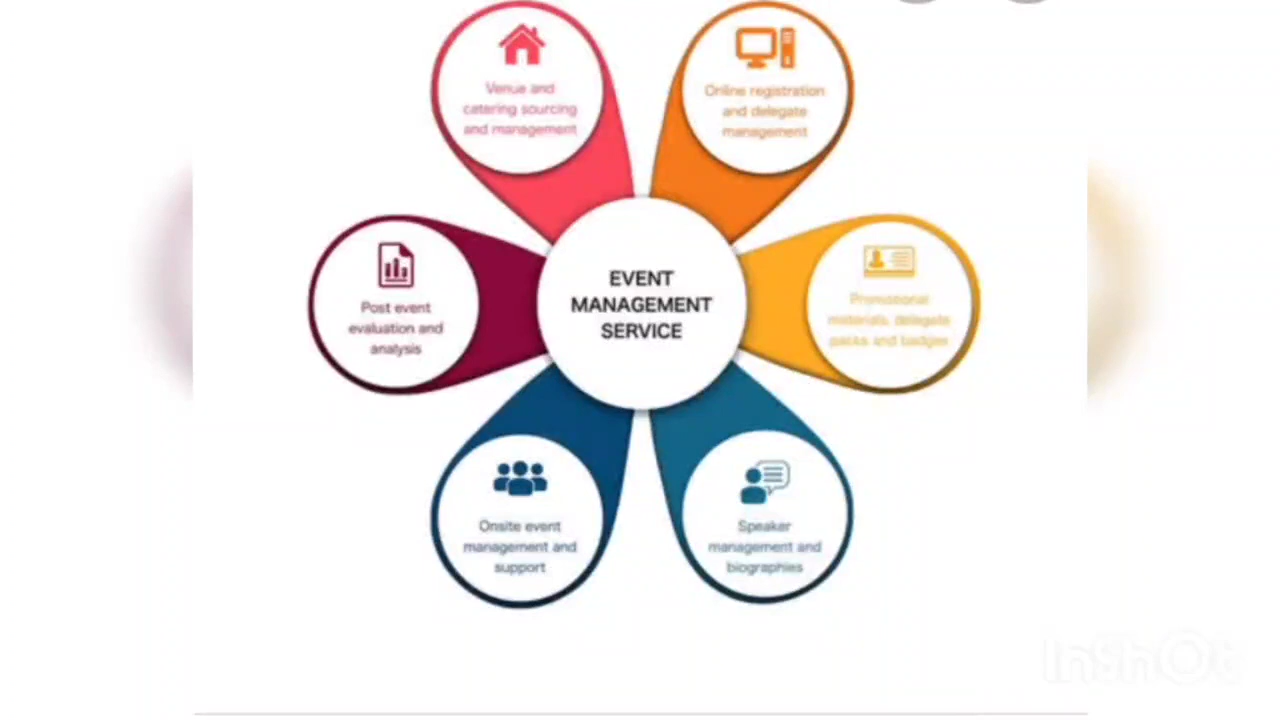 Venue and
catering sourcing
and management
Online registration
and delegate
management
Post event
evaluation and
analysis
EVENT
MANAGEMENT
SERVICE
Promotional
materials, delegate
packs and badges
Onsite event
management and
support
Speaker
management and
biographies
InShOt